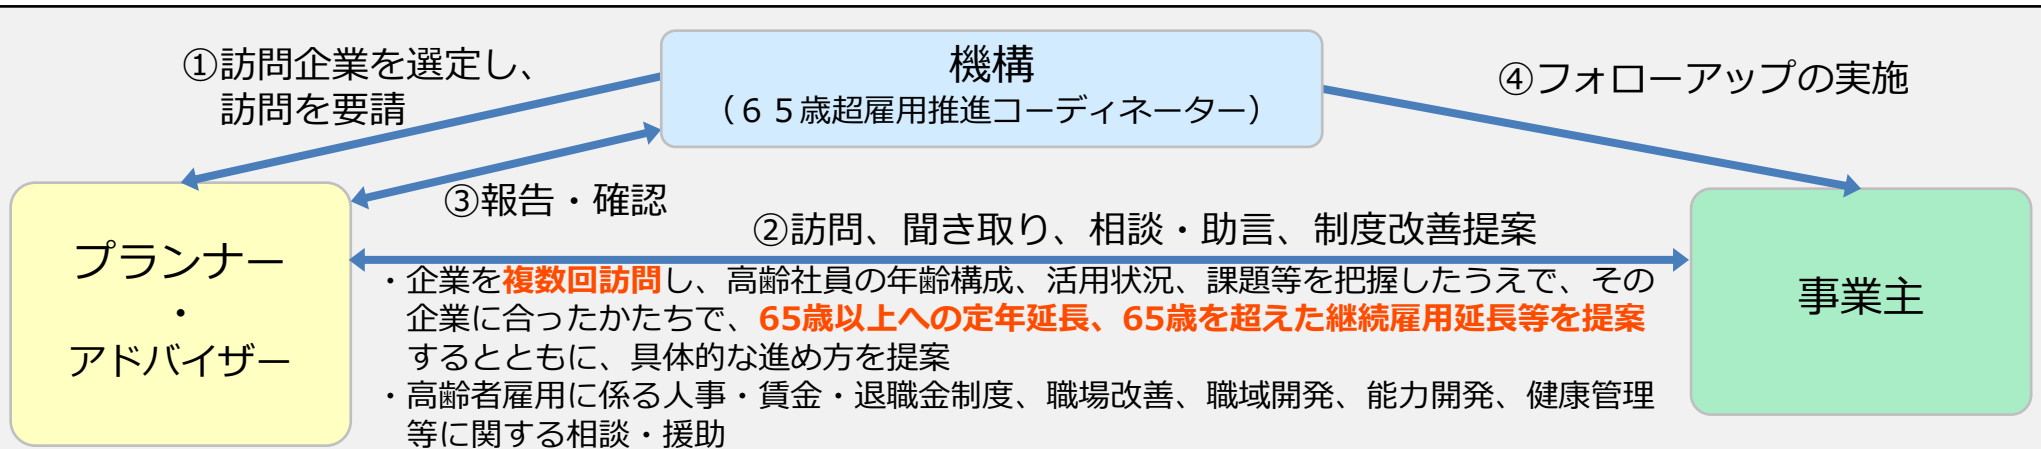 ①訪問企業を選定し、
訪問を要請
機構
（６５歳超雇用推進コーディネーター）
④フォローアップの実施
③報告・確認
②訪問、聞き取り、相談・助言、制度改善提案
プランナー
・
アドバイザー
・企業を複数回訪問し、高齢社員の年齢構成、活用状況、課題等を把握したうえで、その
企業に合ったかたちで、65歳以上への定年延長、65歳を超えた継続雇用延長等を提案
するとともに、具体的な進め方を提案
・高齢者雇用に係る人事・賃金・退職金制度、職場改善、職域開発、能力開発、健康管理
等に関する相談・援助
事業主